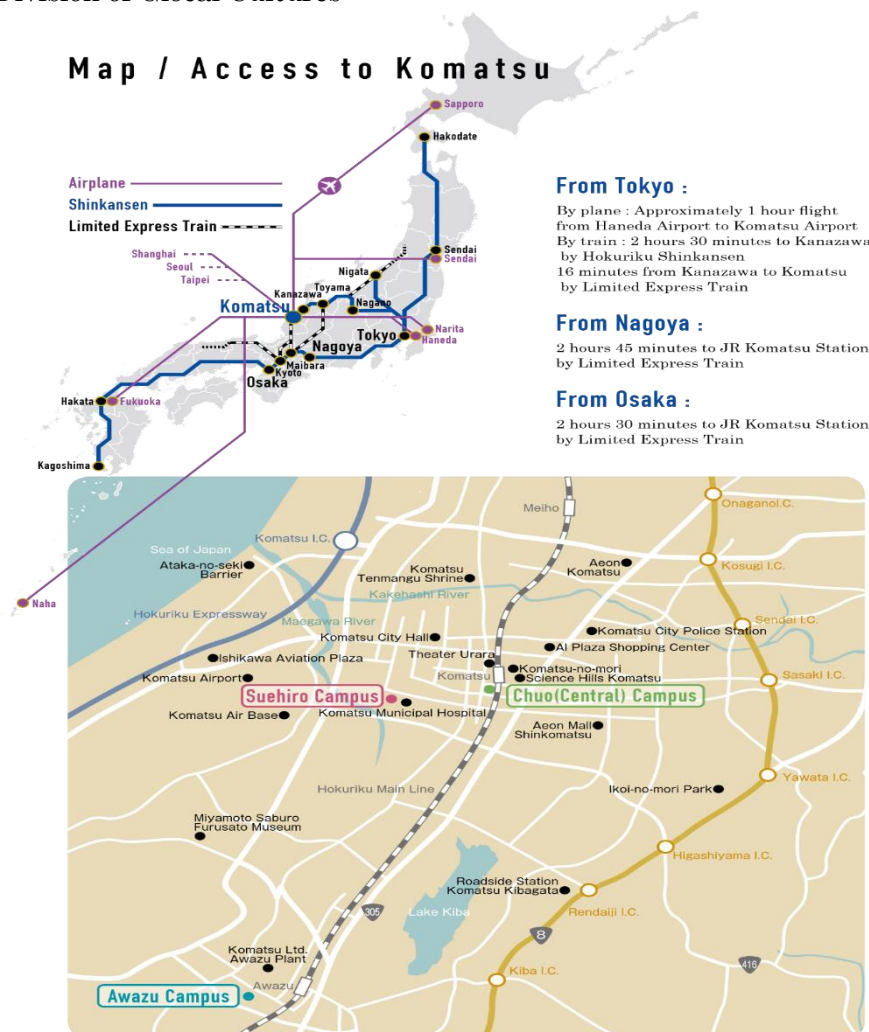 Division of Glocal Cultures
Map / Access to Komatsu
Sapporo
Hakodate
Airplane
Shinkansen
Limited Express Train
Shanghai
Seoul
Taipei
Sendai
Sendai
Nigata
Toyama
Kanazawa
Nagano
Komatsu
Narita
Tokyo
Haneda
Nagoya
Maibara
Kyoto
Osaka
Hakata
Fukuoka
Kagoshima
Naha
From Tokyo :
By plane : Approximately 1 hour flight
from Haneda Airport to Komatsu Airport
By train : 2 hours 30 minutes to Kanazawa
by Hokuriku Shinkansen
16 minutes from Kanazawa to Komatsu
by Limited Express Train
From Nagoya :
2 hours 45 minutes to JR Komatsu Station
by Limited Express Train
From Osaka :
2 hours 30 minutes to JR Komatsu Station
by Limited Express Train
Meiho
OnaganoI.C.
Komatsu I.C.
Sea of Japan
Ataka-no-seki
Barrier
Komatsu
Tenmangu Shrine
Aeon
Komatsu
Kosugi I.C.
Kakehashi River
Hokuriku Expressway
Maegawa River
Sendai I.C.
Komatsu City Hall
Komatsu City Police Station
Al Plaza Shopping Center
Ishikawa Aviation Plaza
Theater Urara
Komatsu-no-mori
Sasaki I.C.
Komatsu Airport
Komatsu
Science Hills Komatsu
Suehiro Campus
Chuo(Central) Campus
Komatsu Air Base
Komatsu Municipal Hospital
Aeon Mall
Shinkomatsu
Yawata I.C.
Hokuriku Main Line
Ikoi-no-mori Park
Miyamoto Saburo
Furusato Museum
Higashiyama I.C.
Roadside Station
Komatsu Kibagata
Lake Kiba
305
Rendaiji I.C.
8
Komatsu Ltd.
Awazu Plant
416
Kiba I.C.
Awazu
Awazu Campus